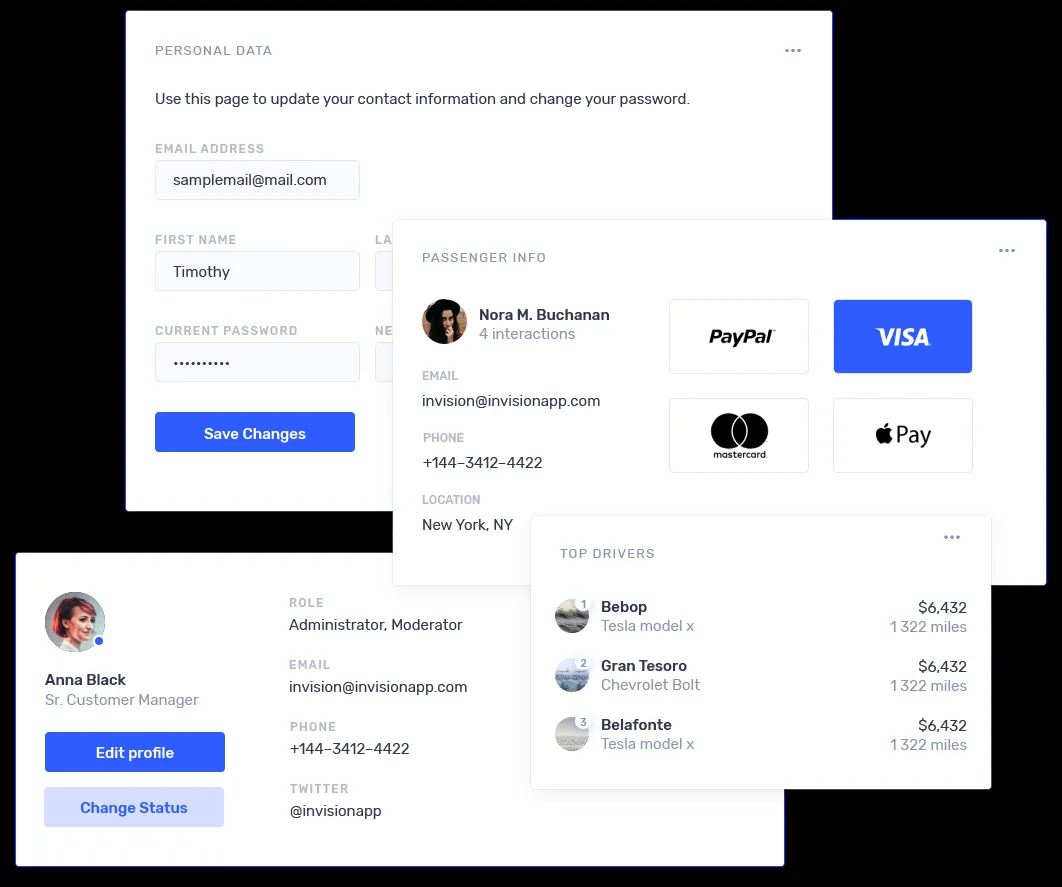 PERSONAL DATA
Use this page to update your contact information and change your password.
EMAIL ADDRESS
samplemail@mail.com
FIRST NAME
LA
Timothy
CURRENT PASSWORD
NE
••••••••••
Save Changes
PASSENGER INFO
Nora M. Buchanan
4 interactions
EMAIL
invision@invisionapp.com
PHONE
+144–3412–4422
LOCATION
New York, NY
PayPal
VISA
mastercard
Pay
TOP DRIVERS
1
Bebop
$6,432
Tesla model x
1 322 miles
2
Gran Tesoro
$6,432
Chevrolet Bolt
1 322 miles
3
Belafonte
$6,432
Tesla model x
1 322 miles
Anna Black
Sr. Customer Manager
Edit profile
Change Status
ROLE
Administrator, Moderator
EMAIL
invision@invisionapp.com
PHONE
+144–3412–4422
TWITTER
@invisionapp